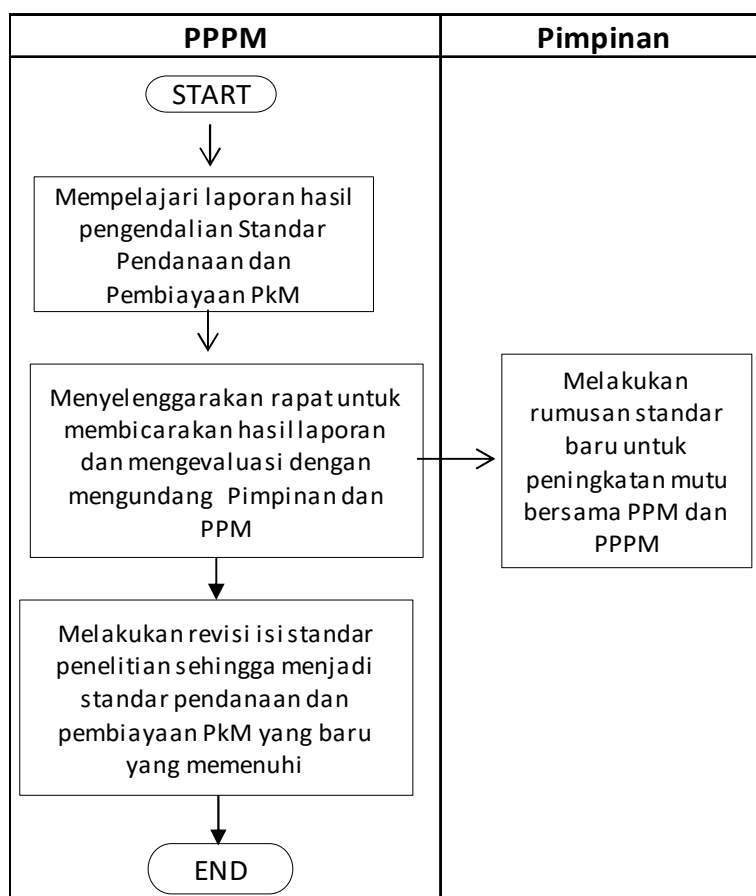 PPPM
Pimpinan
START
Mempelajari laporan hasil
pengendalian Standar
Pendanaan dan
Pembiayaan PkM
Menyelenggarakan rapat untuk
membicarakan hasil laporan
dan mengevaluasi dengan
mengundang Pimpinan dan
PPM
Melakukan
rumusan standar
baru untuk
peningkatan mutu
bersama PPM dan
PPPM
Melakukan revisi isi standar
penelitian sehingga menjadi
standar pendanaan dan
pembiayaan PkM yang baru
yang memenuhi
END